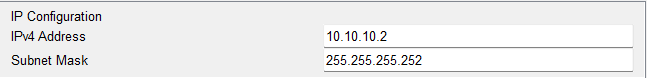 IP Configuration
IPv4 Address 10.10.10.2
Subnet Mask 255.255.255.252